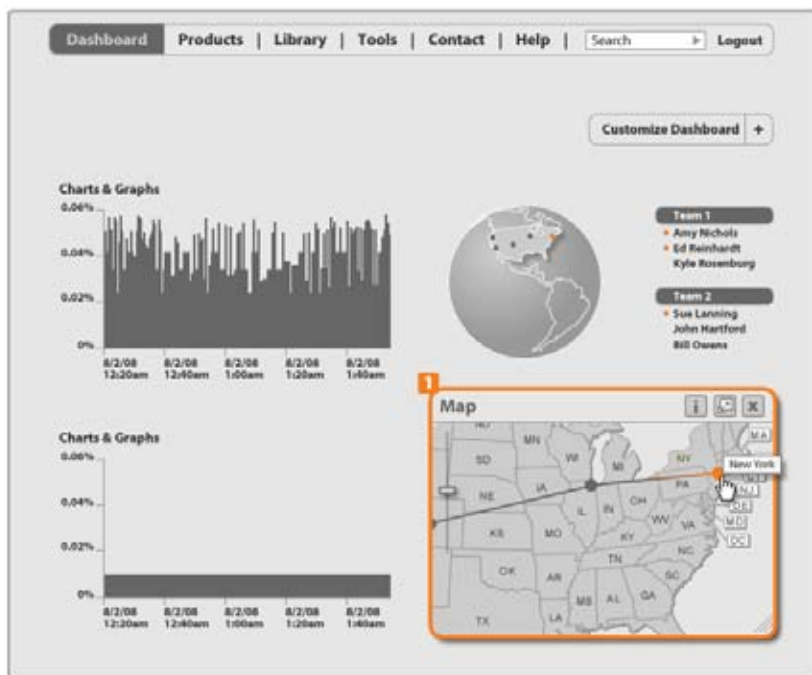 Dashboard Products | Library | Tools | Contact | Help | Search Logout
Customize Dashboard +
Charts & Graphs
0.06%
0.04%
0.02%
0%
8/2/08 8/2/08 8/2/08 8/2/08 8/2/08
12:20am 12:40am 1:00am 1:20am 1:40am
Team 1
Amy Nichols
Ed Reinhardt
Kyle Rosenburg
Team 2
Sue Lanning
John Hartford
Bill Owens
Charts & Graphs
0.06%
0.04%
0.02%
0%
8/2/08 8/2/08 8/2/08 8/2/08 8/2/08
12:20am 12:40am 1:00am 1:20am 1:40am
1
Map i x
MN MA
SD WI MI NY New York
NE IA PA NJ
IL IN OH DE
KS MO WV VA MD
KY DC
OK TN NC
AR SC
MS AL GA
TX LA